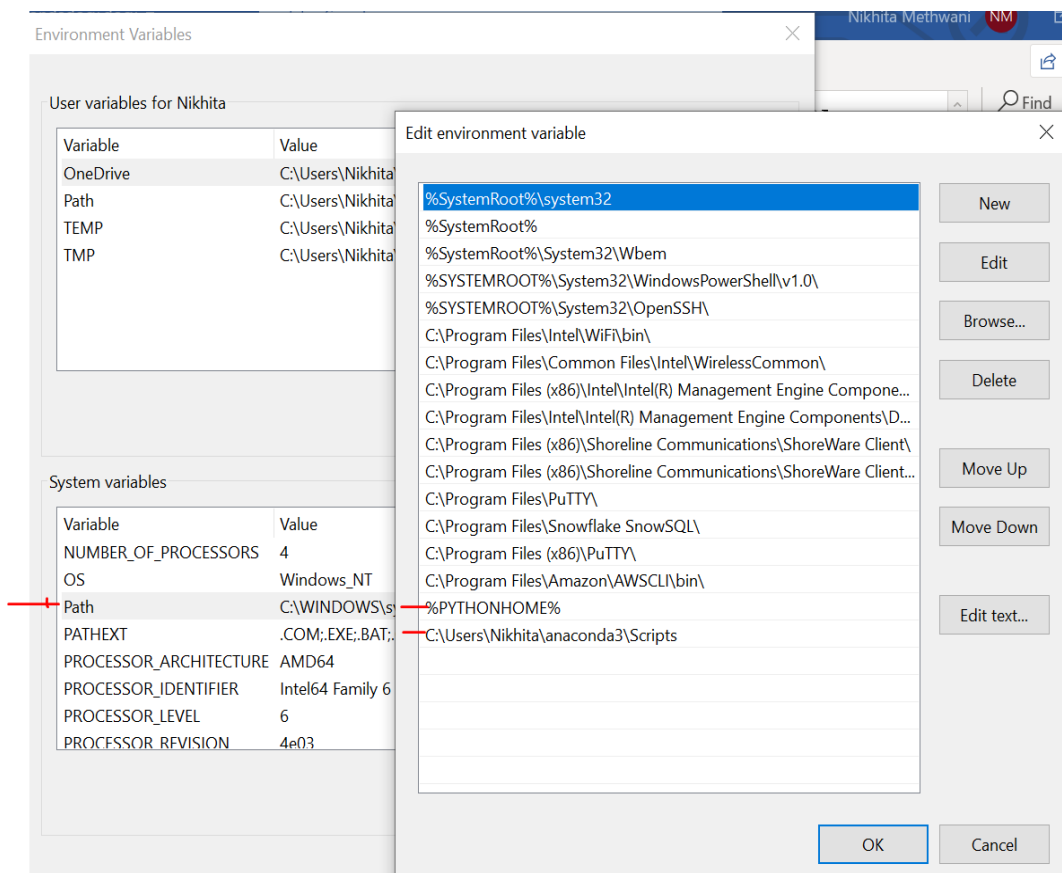 Nikhita Methwani NM
Environment Variables
User variables for Nikhita
Variable Value
OneDrive C:\Users\Nikhita
Path C:\Users\Nikhita
TEMP C:\Users\Nikhita
TMP C:\Users\Nikhita
System variables
Variable Value
NUMBER_OF_PROCESSORS 4
OS Windows_NT
Path C:\WINDOWS\sy
PATHEXT .COM;.EXE;.BAT;.
PROCESSOR_ARCHITECTURE AMD64
PROCESSOR_IDENTIFIER Intel64 Family 6
PROCESSOR_LEVEL 6
PROCESSOR_REVISION 4e03
Find
Edit environment variable
%SystemRoot%\system32
%SystemRoot%
%SystemRoot%\System32\Wbem
%SYSTEMROOT%\System32\WindowsPowerShell\v1.0\
%SYSTEMROOT%\System32\OpenSSH\
C:\Program Files\Intel\WiFi\bin\
C:\Program Files\Common Files\Intel\WirelessCommon\
C:\Program Files (x86)\Intel\Intel(R) Management Engine Compone...
C:\Program Files\Intel\Intel(R) Management Engine Components\D...
C:\Program Files (x86)\Shoreline Communications\ShoreWare Client\
C:\Program Files (x86)\Shoreline Communications\ShoreWare Client...
C:\Program Files\PuTTY\
C:\Program Files\Snowflake SnowSQL\
C:\Program Files (x86)\PuTTY\
C:\Program Files\Amazon\AWSCLI\bin\
%PYTHONHOME%
C:\Users\Nikhita\anaconda3\Scripts
New
Edit
Browse...
Delete
Move Up
Move Down
Edit text...
OK
Cancel